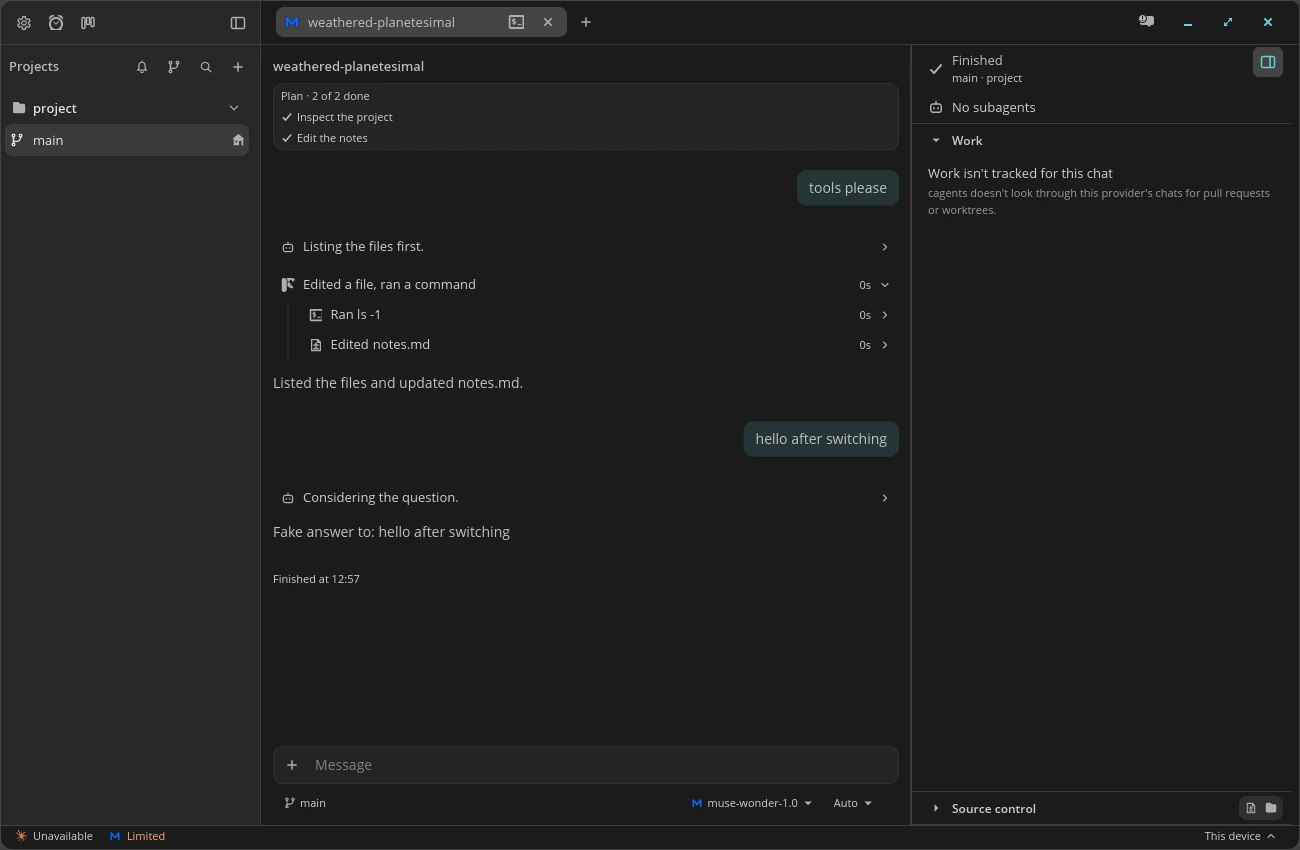 weathered-planetesimal
Projects
project
main
weathered-planetesimal
Plan · 2 of 2 done
Inspect the project
Edit the notes
tools please
Listing the files first.
Edited a file, ran a command 0s
Ran ls -1 0s
Edited notes.md 0s
Listed the files and updated notes.md.
hello after switching
Considering the question.
Fake answer to: hello after switching
Finished at 12:57
Message
main muse-wonder-1.0 Auto
Finished
main · project
No subagents
Work
Work isn't tracked for this chat
cagents doesn't look through this provider's chats for pull requests
or worktrees.
Source control
Unavailable Limited This device